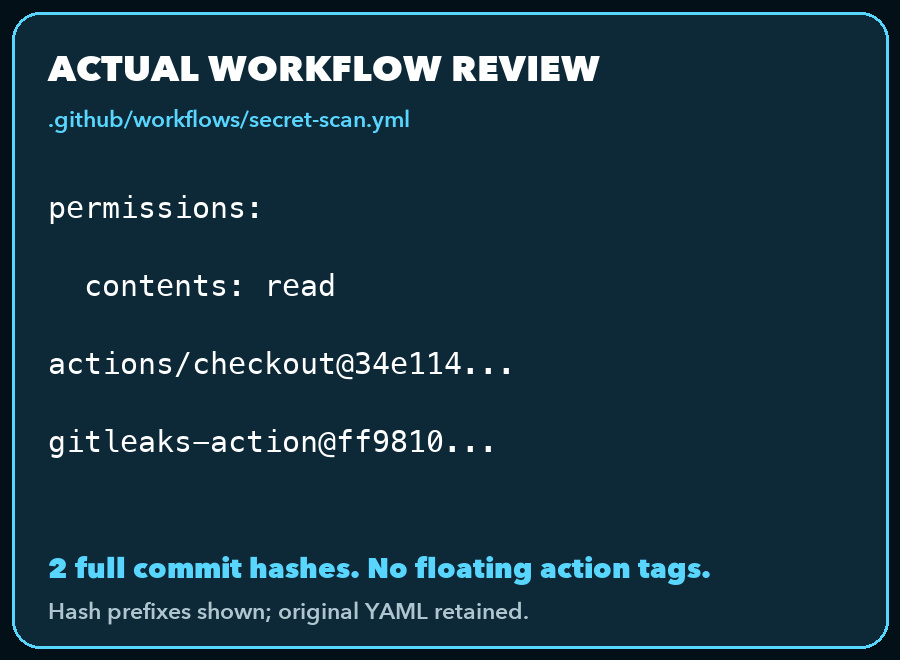 ACTUAL WORKFLOW REVIEW
.github/workflows/secret-scan.yml
permissions:
  contents: read
actions/checkout@34e114...
gitleaks-action@ff9810...
2 full commit hashes. No floating action tags.
Hash prefixes shown; original YAML retained.